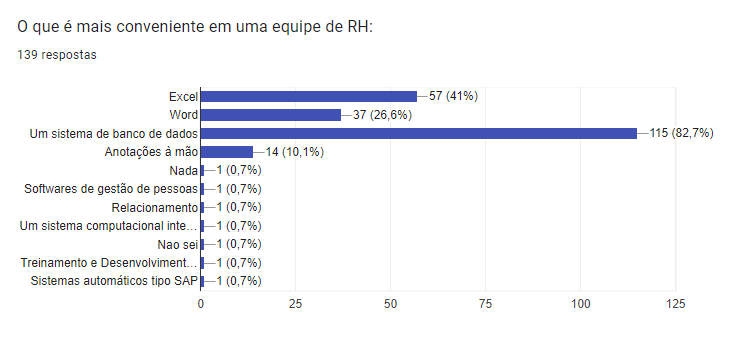 O que é mais conveniente em uma equipe de RH:
139 respostas
Excel 57 (41%)
Word 37 (26,6%)
Um sistema de banco de dados 115 (82,7%)
Anotações à mão 14 (10,1%)
Nada 1 (0,7%)
Softwares de gestão de pessoas 1 (0,7%)
Relacionamento 1 (0,7%)
Um sistema computacional inte… 1 (0,7%)
Nao sei 1 (0,7%)
Treinamento e Desenvolviment… 1 (0,7%)
Sistemas automáticos tipo SAP 1 (0,7%)
0 25 50 75 100 125